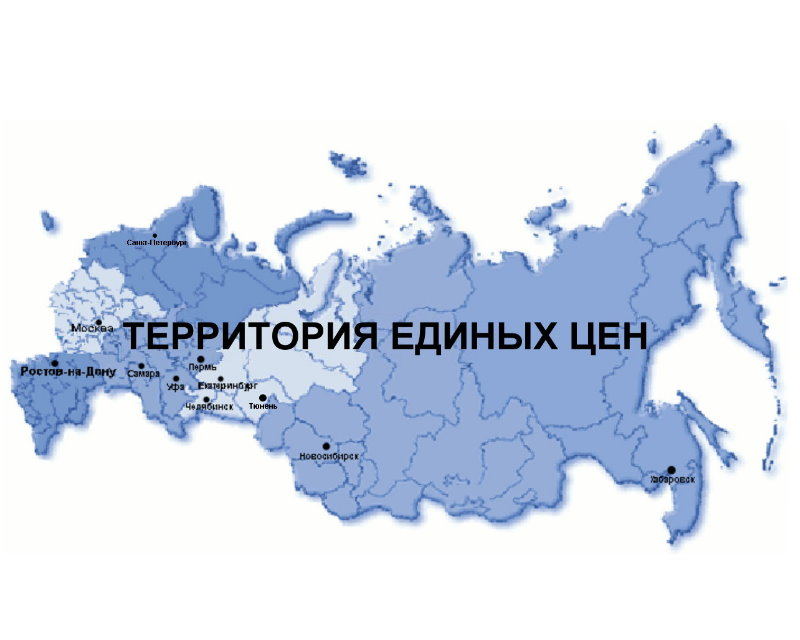 Санкт-Петербург
Москва
ТЕРРИТОРИЯ ЕДИНЫХ ЦЕН
Ростов-на-Дону
Самара
Пермь
Уфа
Екатеринбург
Челябинск
Тюмень
Новосибирск
Хабаровск